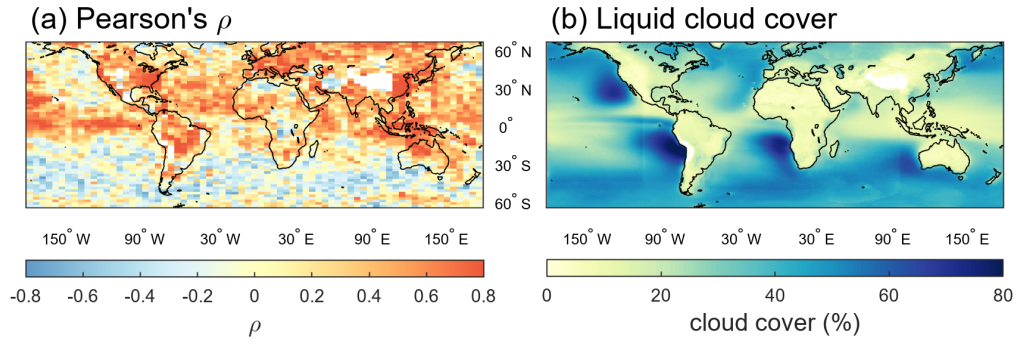 (a) Pearson's ρ
(b) Liquid cloud cover
60° N
30° N
0°
30° S
60° S
150° W 90° W 30° W 30° E 90° E 150° E
150° W 90° W 30° W 30° E 90° E 150° E
-0.8 -0.6 -0.4 -0.2 0 0.2 0.4 0.6 0.8
ρ
0 20 40 60 80
cloud cover (%)